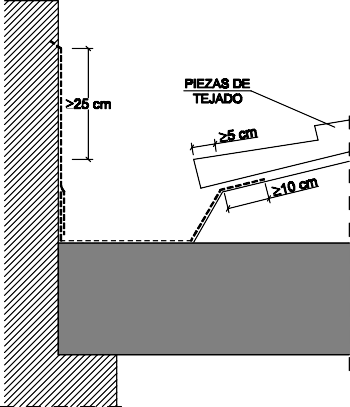 PIEZAS DE
TEJADO
≥25 cm
≥5 cm
≥10 cm